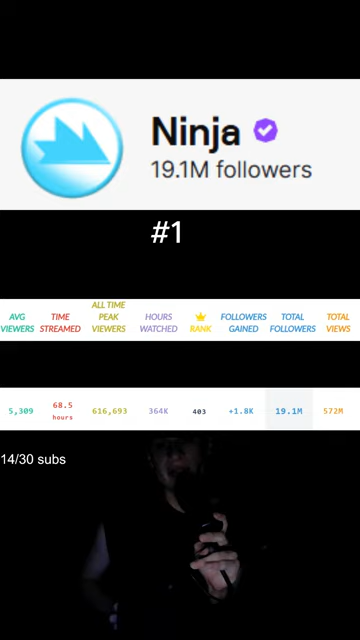 Ninja
19.1M followers
#1
AVG VIEWERS TIME STREAMED ALL TIME PEAK VIEWERS HOURS WATCHED RANK FOLLOWERS GAINED TOTAL FOLLOWERS TOTAL VIEWS
5,309 68.5 hours 616,693 364K 403 +1.8K 19.1M 572M
14/30 subs